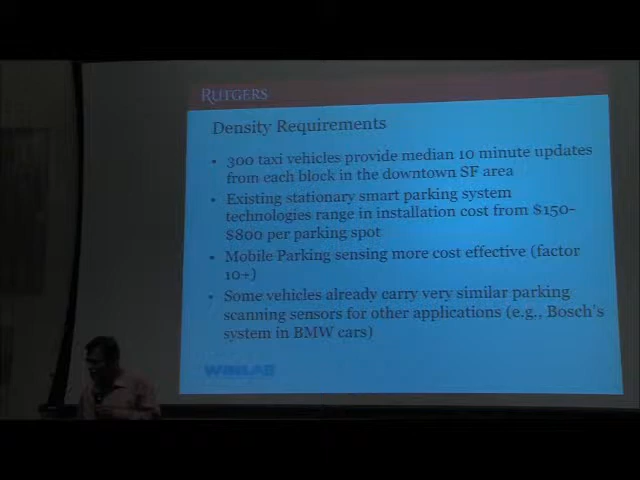 RUTGERS
Density Requirements
• 300 taxi vehicles provide median 10 minute updates
from each block in the downtown SF area
• Existing stationary smart parking system
technologies range in installation cost from $150-
$800 per parking spot
• Mobile Parking sensing more cost effective (factor
10+)
• Some vehicles already carry very similar parking
scanning sensors for other applications (e.g., Bosch's
system in BMW cars)
WINLAB